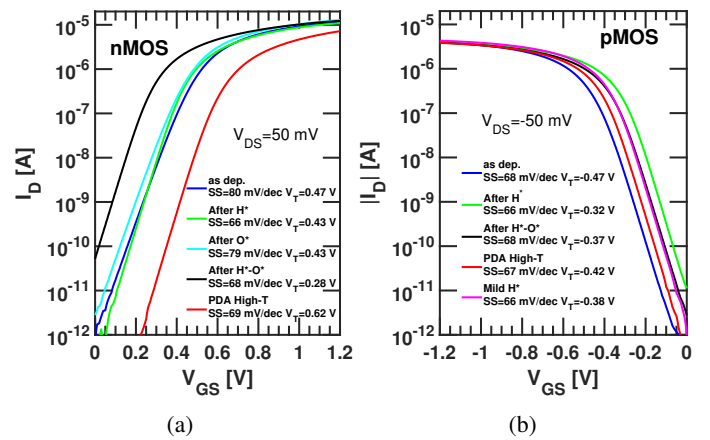 nMOS
V_DS=50 mV
as dep.
SS=80 mV/dec V_T=0.47 V
After H*
SS=66 mV/dec V_T=0.43 V
After O*
SS=79 mV/dec V_T=0.43 V
After H*-O*
SS=68 mV/dec V_T=0.28 V
PDA High-T
SS=69 mV/dec V_T=0.62 V
I_D [A]
10^-5
10^-6
10^-7
10^-8
10^-9
10^-10
10^-11
10^-12
0 0.2 0.4 0.6 0.8 1 1.2
V_GS [V]
(a)
pMOS
V_DS=-50 mV
as dep.
SS=68 mV/dec V_T=-0.47 V
After H*
SS=66 mV/dec V_T=-0.32 V
After H*-O*
SS=68 mV/dec V_T=-0.37 V
PDA High-T
SS=67 mV/dec V_T=-0.42 V
Mild H*
SS=66 mV/dec V_T=-0.38 V
|I_D| [A]
10^-5
10^-6
10^-7
10^-8
10^-9
10^-10
10^-11
10^-12
-1.2 -1 -0.8 -0.6 -0.4 -0.2 0
V_GS [V]
(b)